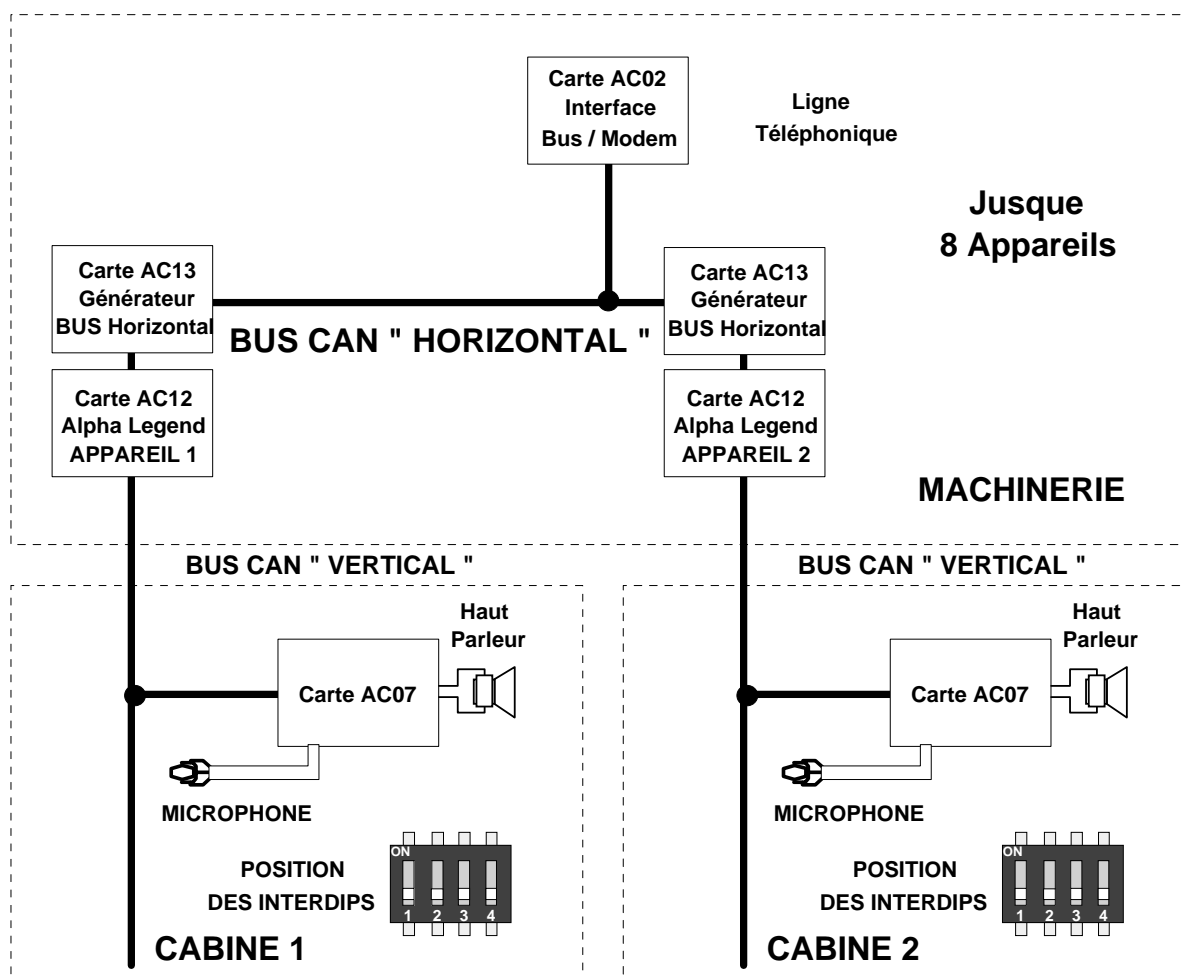 Carte AC02
Interface
Bus / Modem
Ligne
Téléphonique
Jusque
8 Appareils
Carte AC13
Générateur
BUS Horizontal
Carte AC13
Générateur
BUS Horizontal
BUS CAN " HORIZONTAL "
Carte AC12
Alpha Legend
APPAREIL 1
Carte AC12
Alpha Legend
APPAREIL 2
MACHINERIE
BUS CAN " VERTICAL "
BUS CAN " VERTICAL "
Haut
Parleur
Carte AC07
MICROPHONE
POSITION
DES INTERDIPS
ON
1 2 3 4
CABINE 1
Haut
Parleur
Carte AC07
MICROPHONE
POSITION
DES INTERDIPS
ON
1 2 3 4
CABINE 2